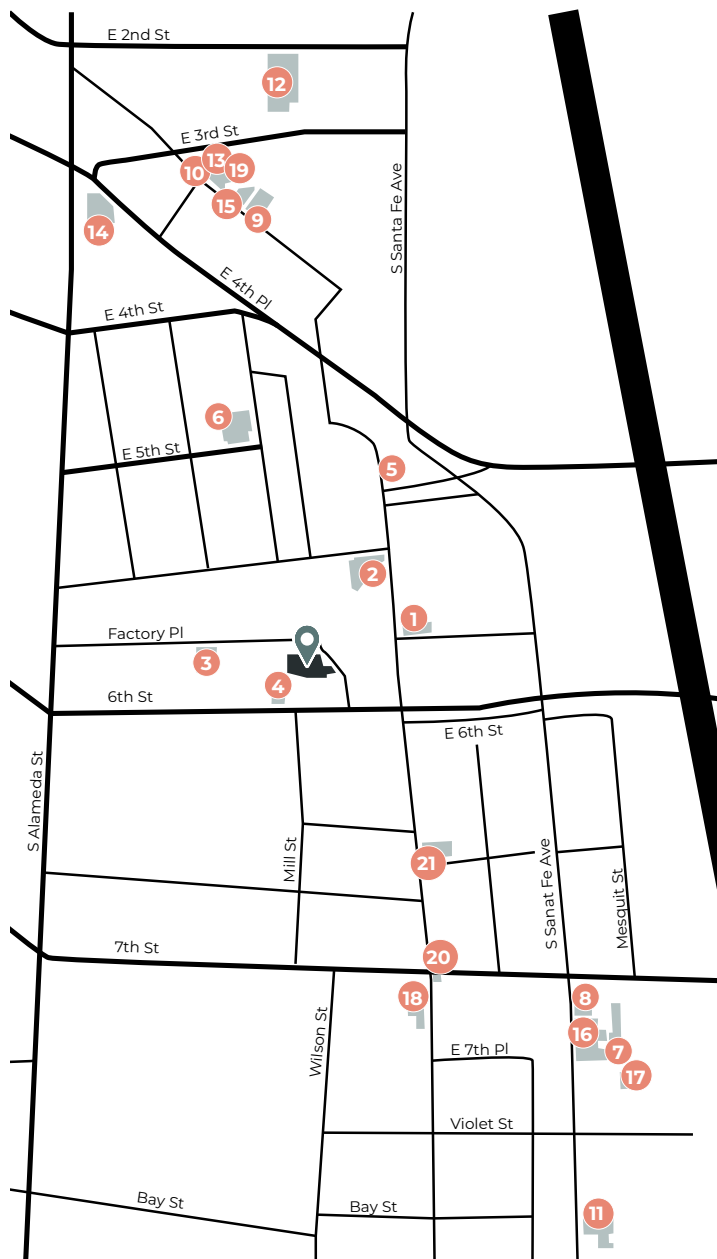 E 2nd St
12
E 3rd St
13
10
19
S Santa Fe Ave
15
9
14
E 4th Pl
E 4th St
6
E 5th St
5
2
1
Factory Pl
3
4
6th St
E 6th St
S Alameda St
Mill St
21
S Sanat Fe Ave
Mesquit St
7th St
20
18
8
Wilson St
16
E 7th Pl
7
17
Violet St
Bay St
Bay St
11